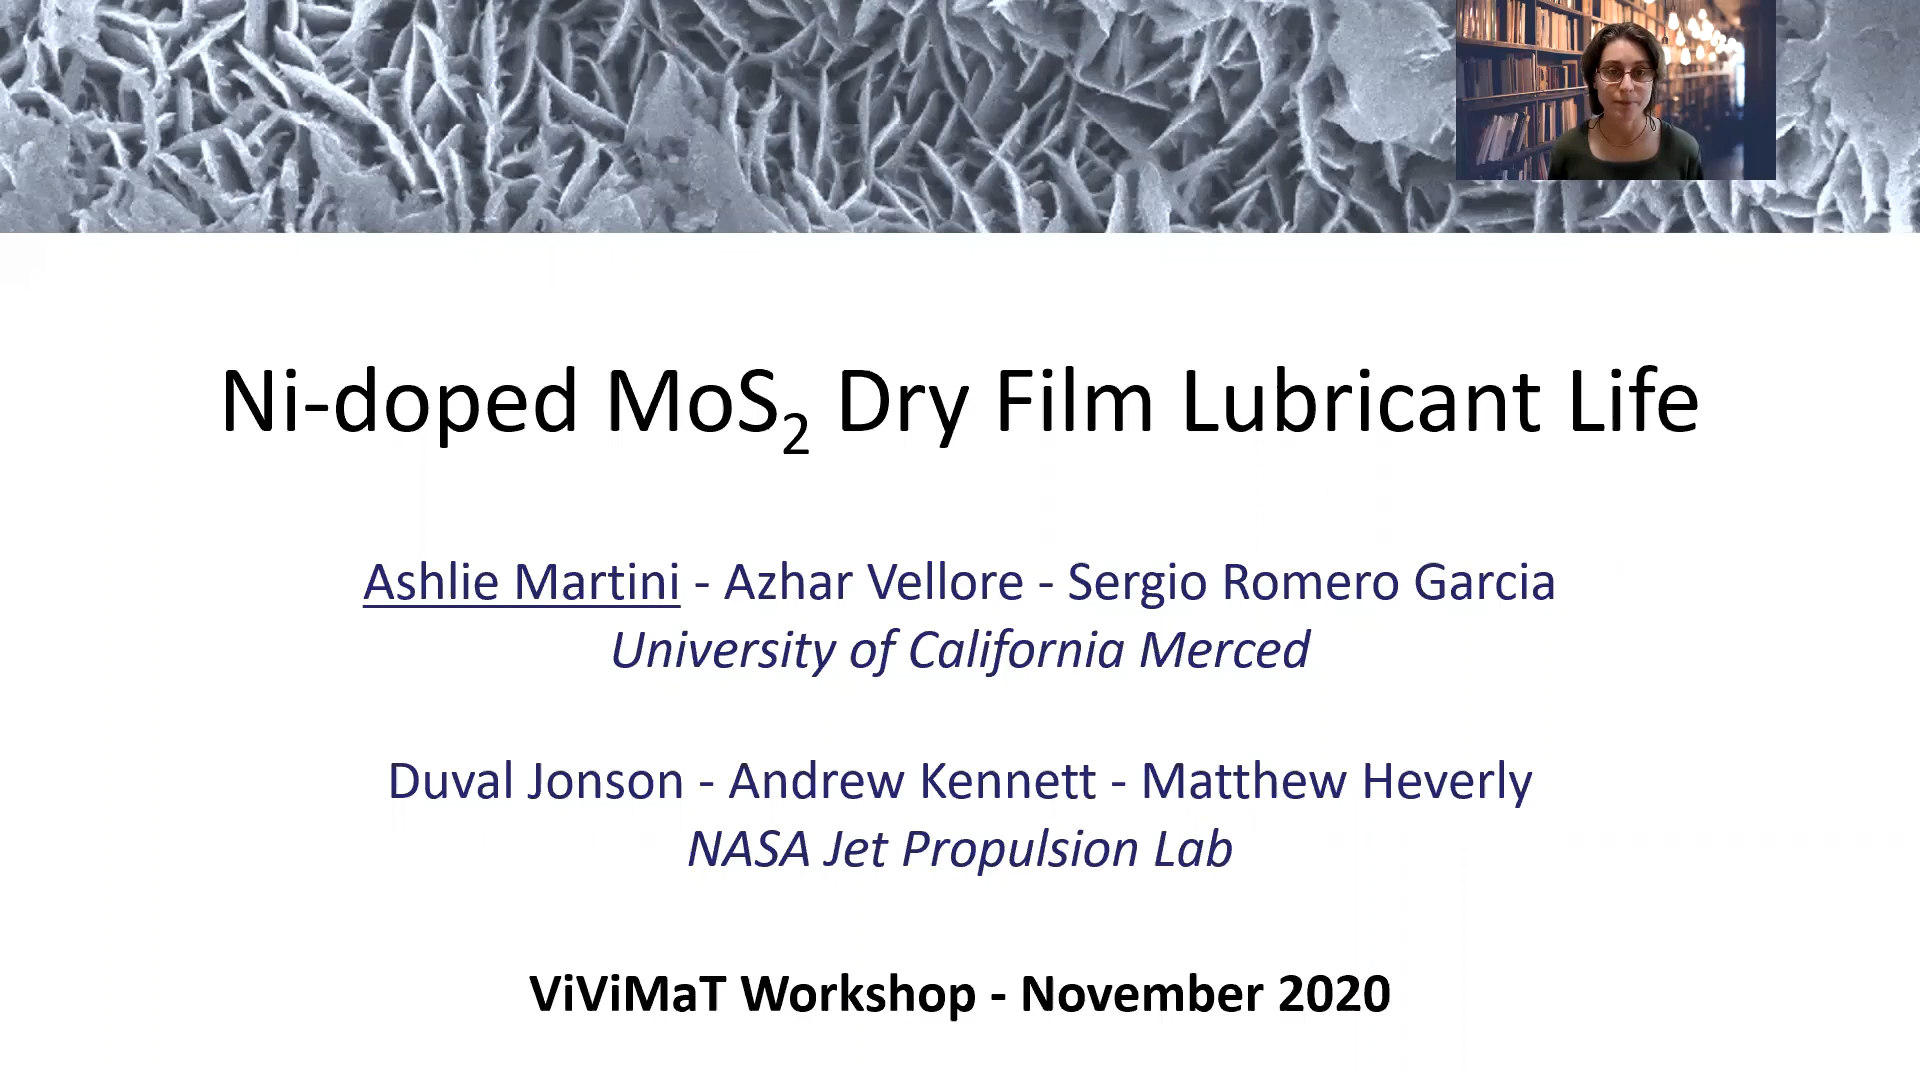 Ni-doped MoS₂ Dry Film Lubricant Life
Ashlie Martini - Azhar Vellore - Sergio Romero Garcia
University of California Merced
Duval Jonson - Andrew Kennett - Matthew Heverly
NASA Jet Propulsion Lab
ViViMaT Workshop - November 2020